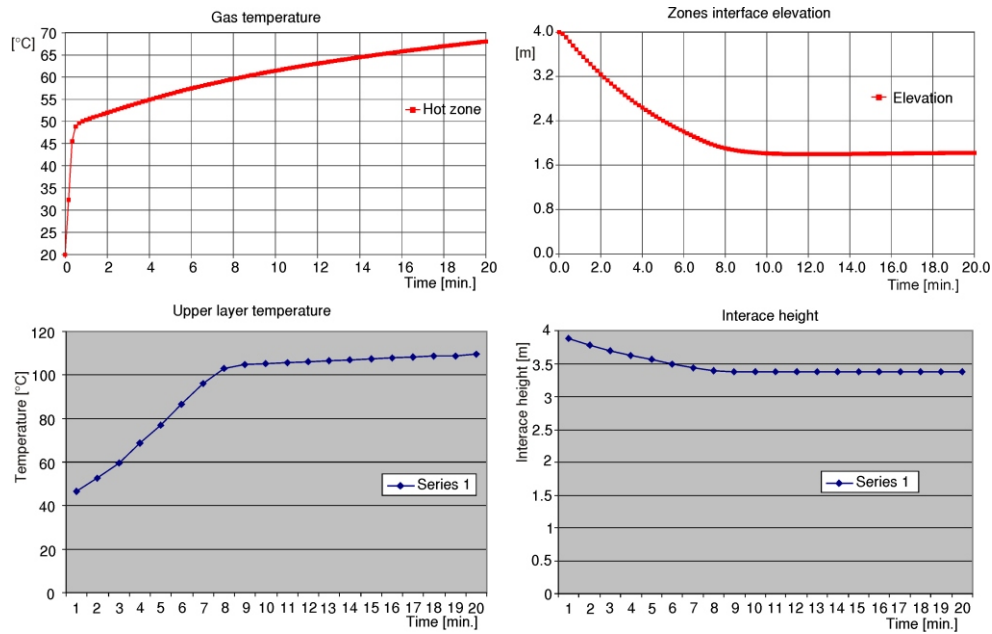 Gas temperature
[°C]
70
65
60
55
50
45
40
35
30
25
20
Hot zone
0 2 4 6 8 10 12 14 16 18 20
Time [min.]
Zones interface elevation
4.0
[m]
3.2
2.4
1.6
0.8
0.0
Elevation
0.0 2.0 4.0 6.0 8.0 10.0 12.0 14.0 16.0 18.0 20.0
Time [min.]
Upper layer temperature
Temperature [°C]
120
100
80
60
40
20
0
Series 1
1 2 3 4 5 6 7 8 9 10 11 12 13 14 15 16 17 18 19 20
Time [min.]
Interace height
Interace height [m]
4
3.5
3
2.5
4
1.5
1
0.5
0
Series 1
1 2 3 4 5 6 7 8 9 10 11 12 13 14 15 16 17 18 19 20
Time [min.]